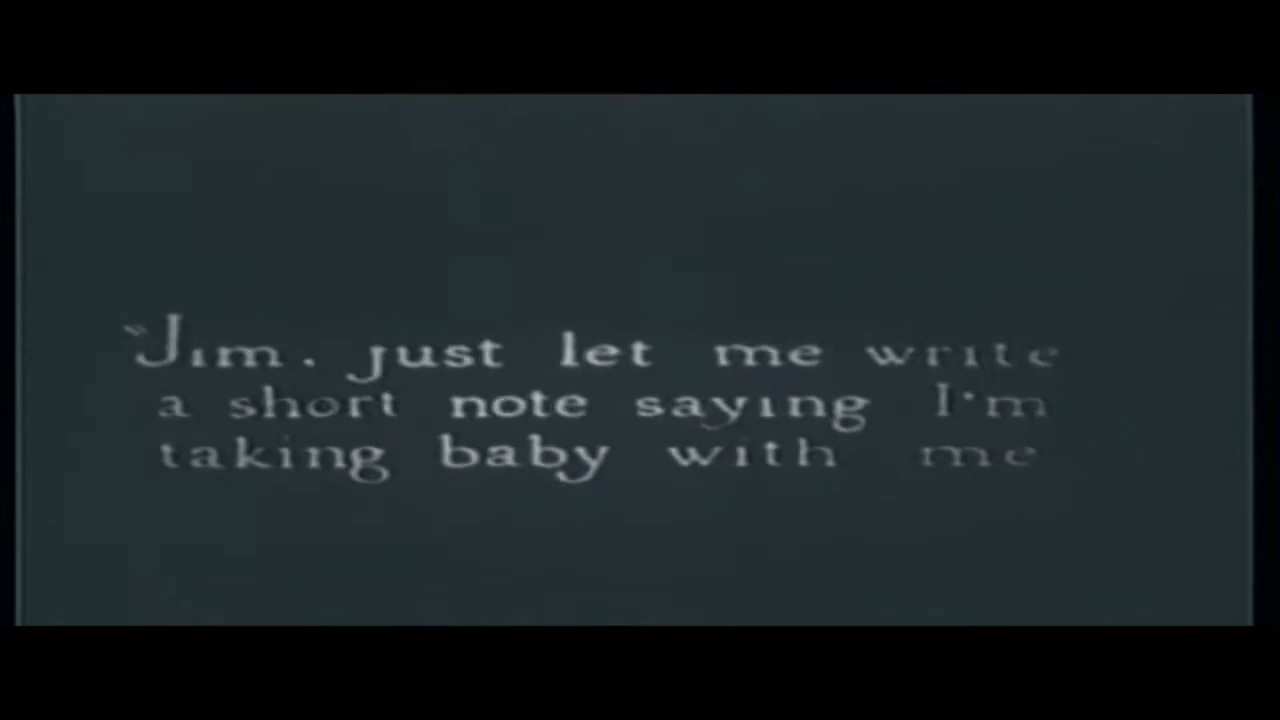 "Jim, just let me write
a short note saying I'm
taking baby with me